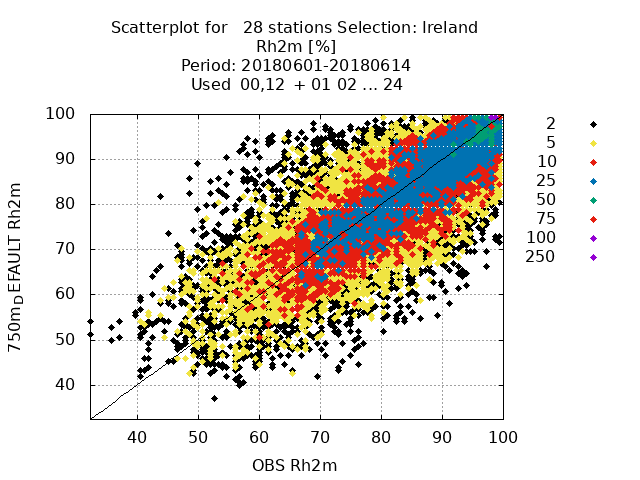 Scatterplot for 28 stations Selection: Ireland
Rh2m [%]
Period: 20180601-20180614
Used 00,12 + 01 02 ... 24
750m_DEFAULT Rh2m
100
90
80
70
60
50
40
40 50 60 70 80 90 100
OBS Rh2m
2
5
10
25
50
75
100
250